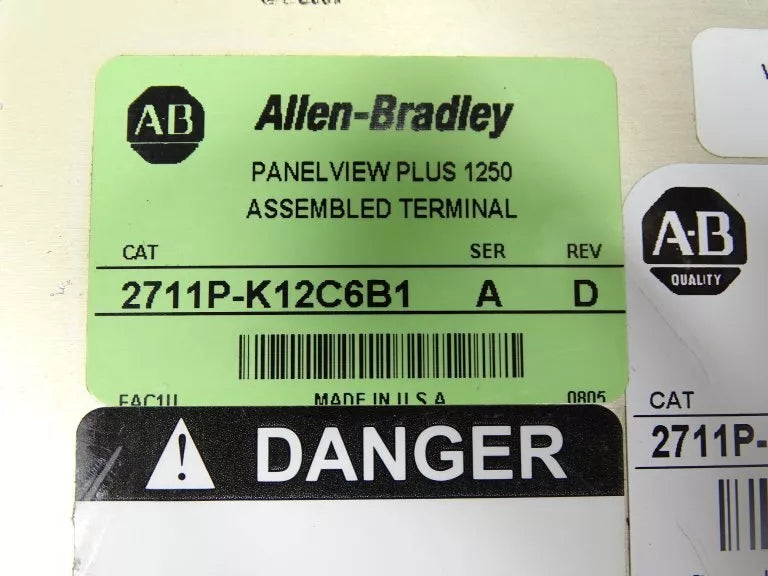 AB
Allen-Bradley
PANELVIEW PLUS 1250
ASSEMBLED TERMINAL
CAT SER REV
2711P-K12C6B1 A D
MADE IN U.S.A 0805
DANGER
A-B
QUALITY
CAT
2711P-